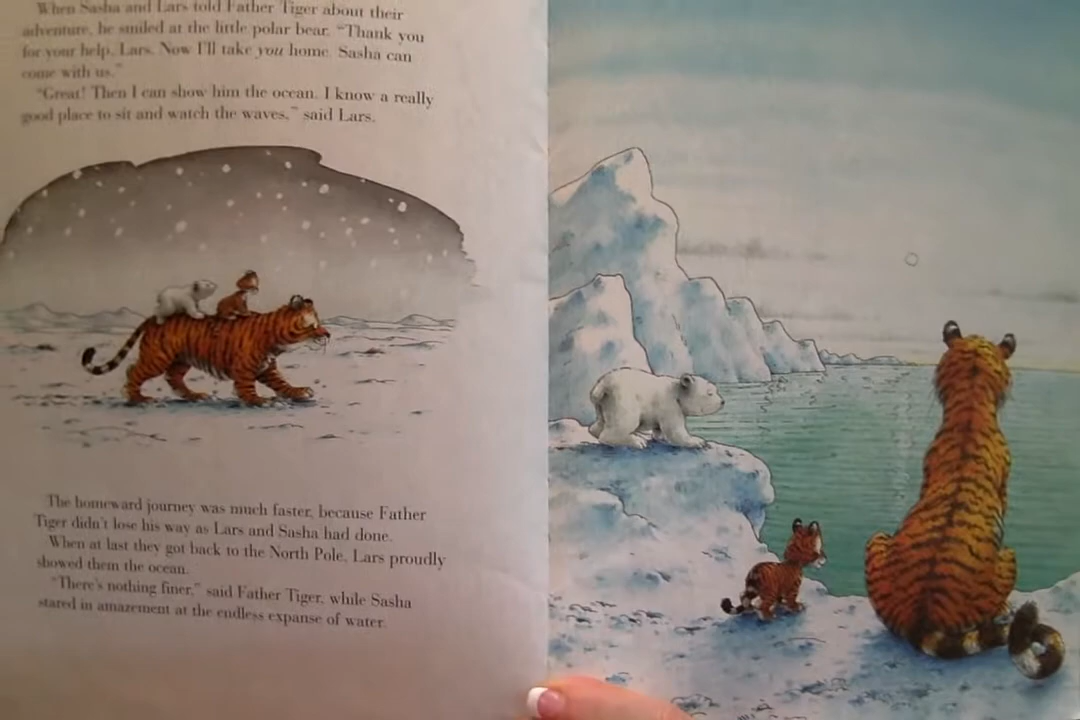 When Sasha and Lars told Father Tiger about their
adventure, he smiled at the little polar bear. “Thank you
for your help, Lars. Now I'll take you home. Sasha can
come with us.”
“Great! Then I can show him the ocean. I know a really
good place to sit and watch the waves,” said Lars.
The homeward journey was much faster, because Father
Tiger didn't lose his way as Lars and Sasha had done.
When at last they got back to the North Pole, Lars proudly
showed them the ocean.
“There's nothing finer,” said Father Tiger, while Sasha
stared in amazement at the endless expanse of water.